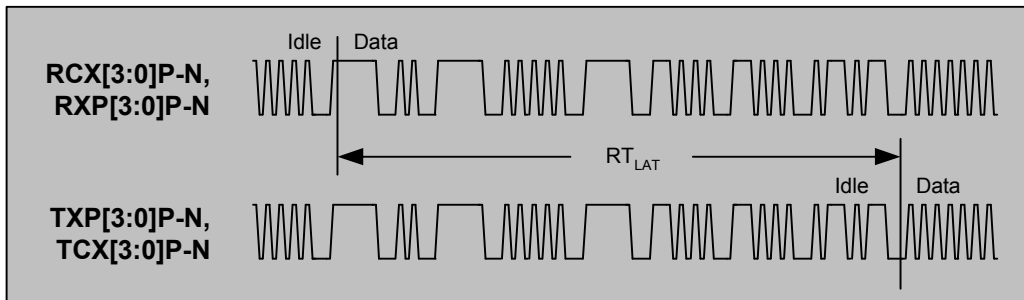 Idle Data
RCX[3:0]P-N,
RXP[3:0]P-N
RT_LAT
Idle Data
TXP[3:0]P-N,
TCX[3:0]P-N